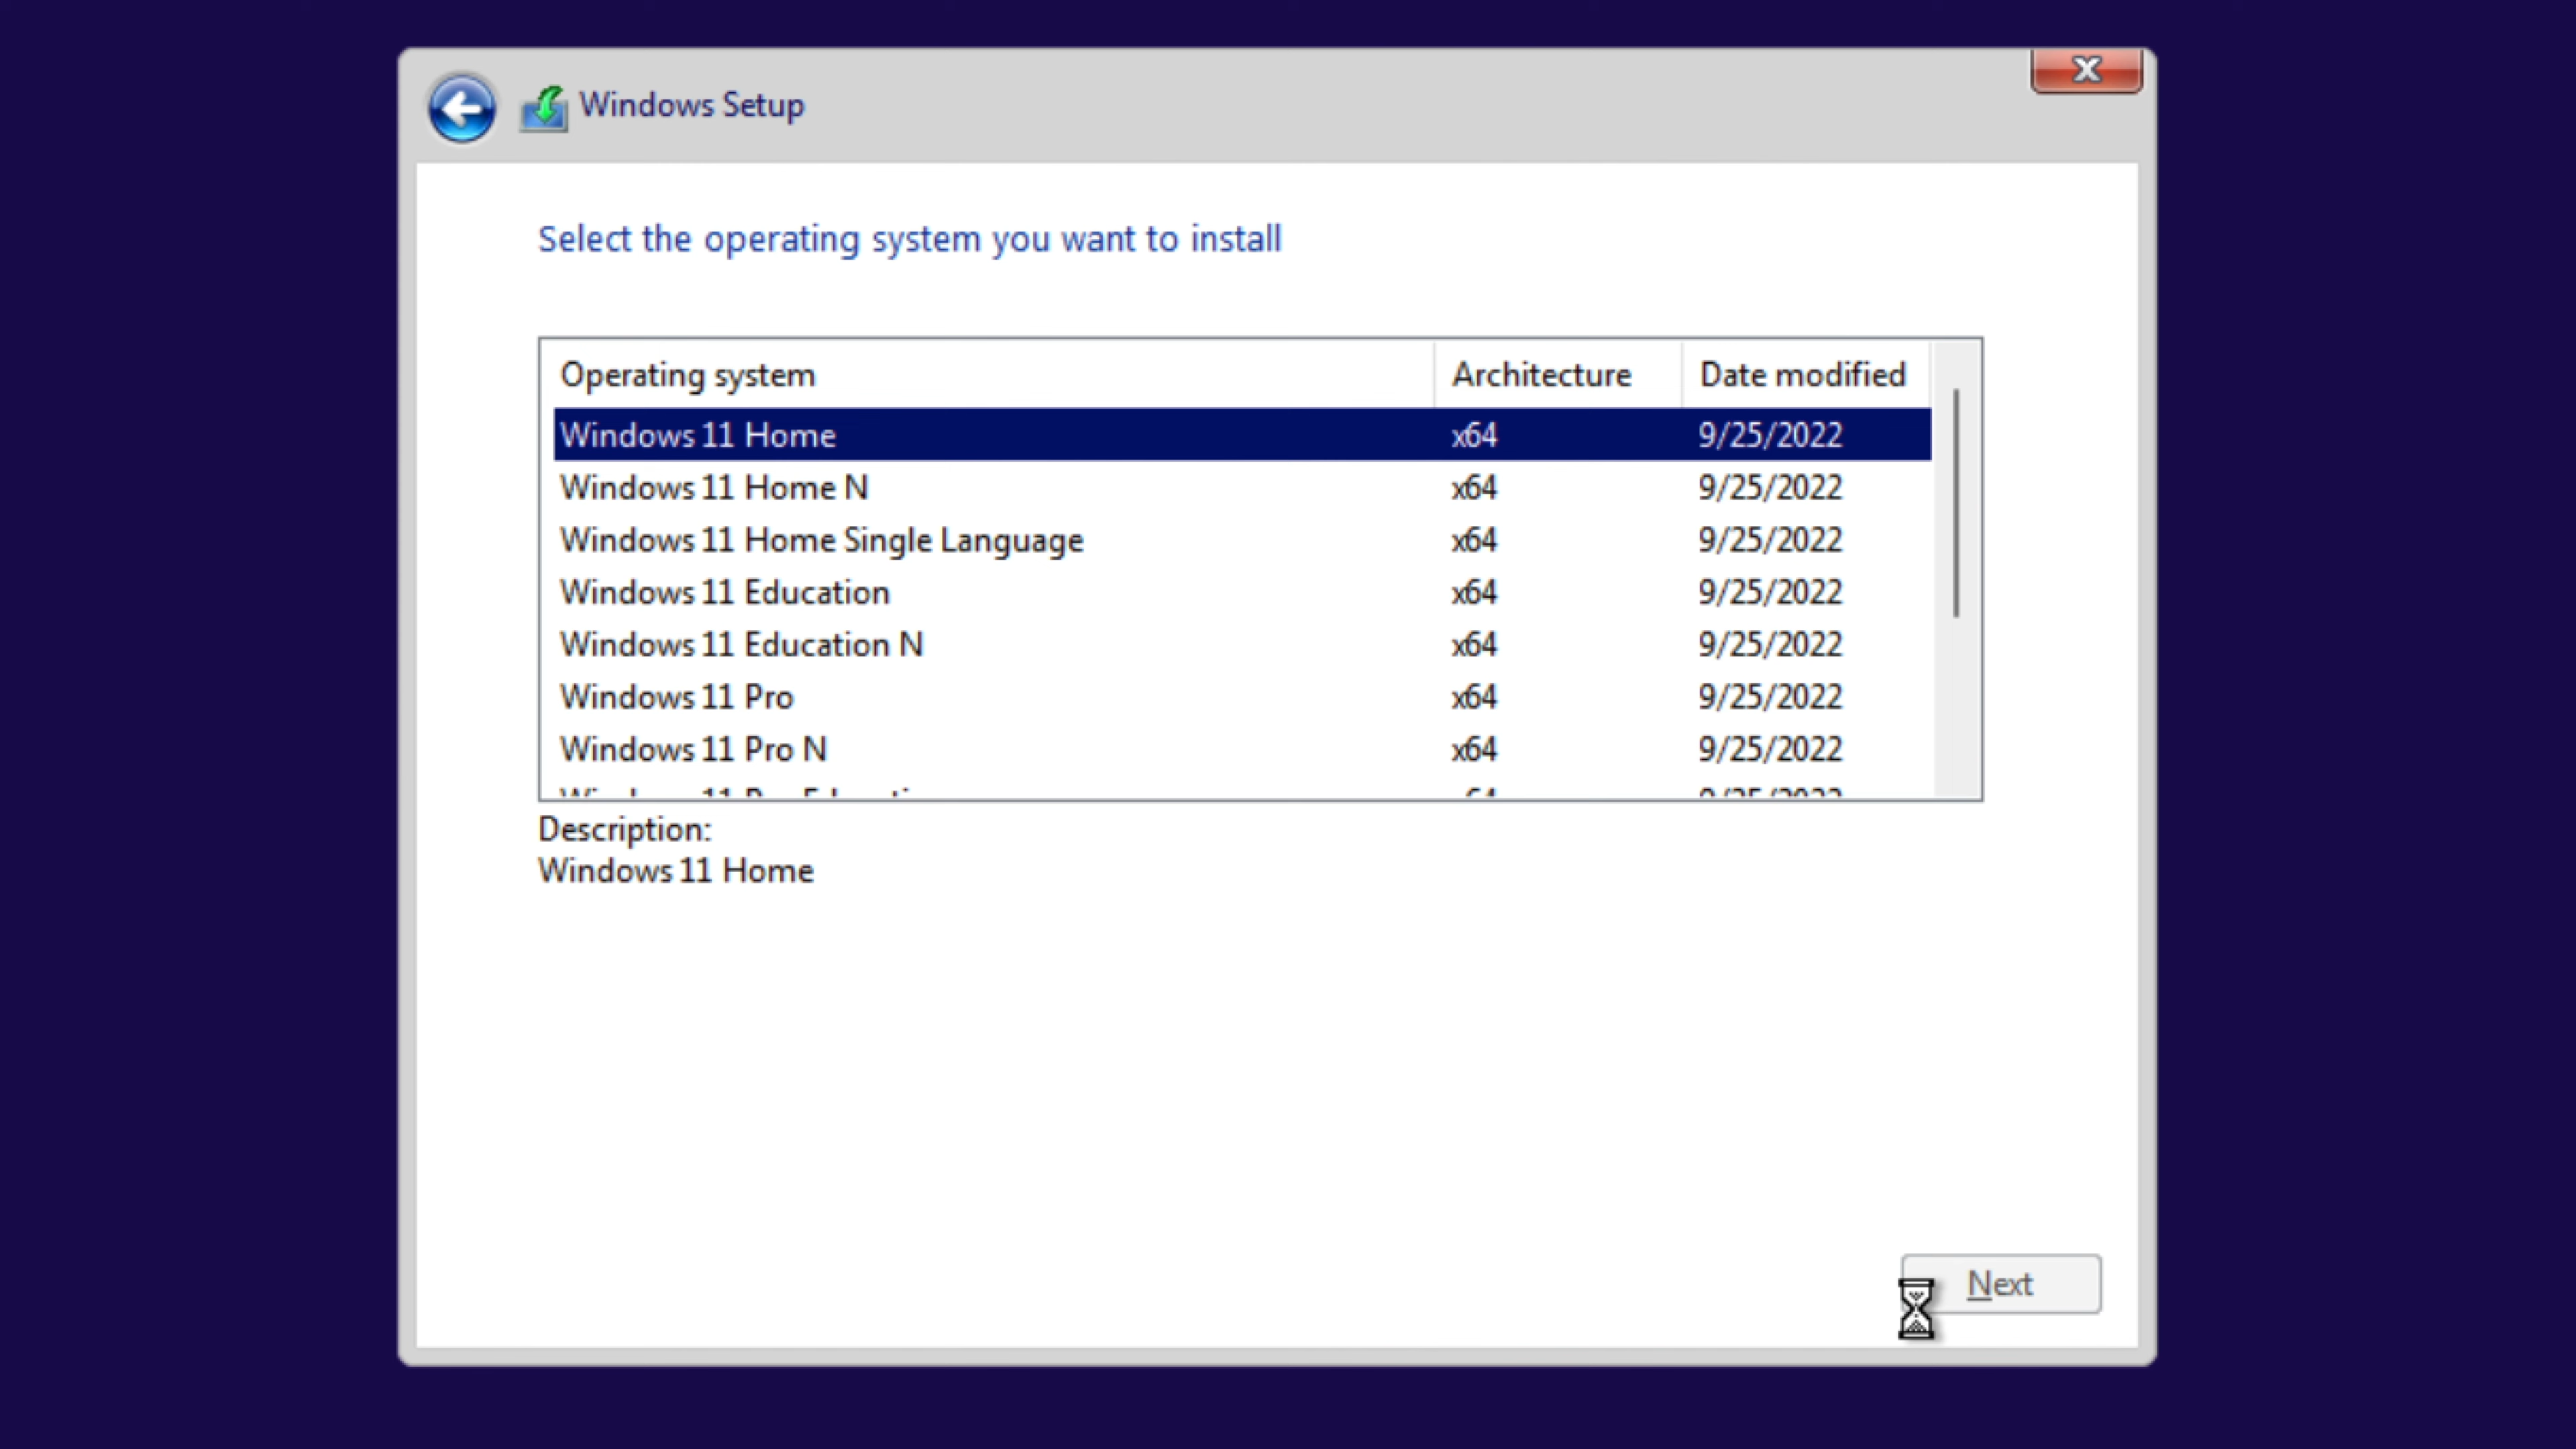 Windows Setup
Select the operating system you want to install
Operating system Architecture Date modified
Windows 11 Home x64 9/25/2022
Windows 11 Home N x64 9/25/2022
Windows 11 Home Single Language x64 9/25/2022
Windows 11 Education x64 9/25/2022
Windows 11 Education N x64 9/25/2022
Windows 11 Pro x64 9/25/2022
Windows 11 Pro N x64 9/25/2022
Description:
Windows 11 Home
Next